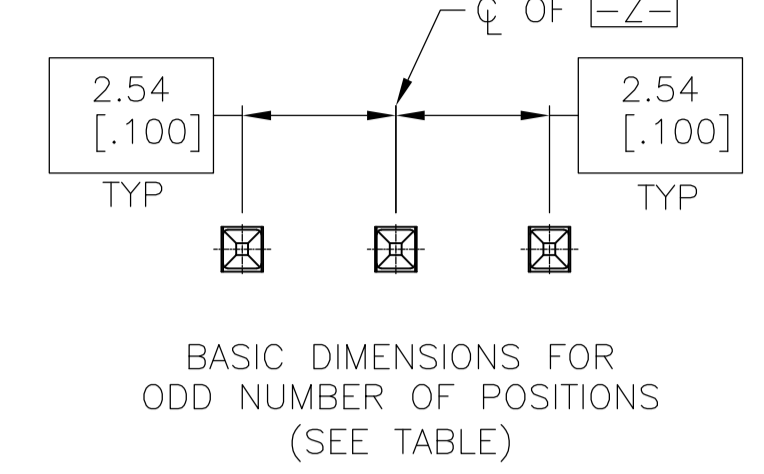 ℄ OF -Z-
2.54
[.100]
TYP
2.54
[.100]
TYP
BASIC DIMENSIONS FOR
ODD NUMBER OF POSITIONS
(SEE TABLE)